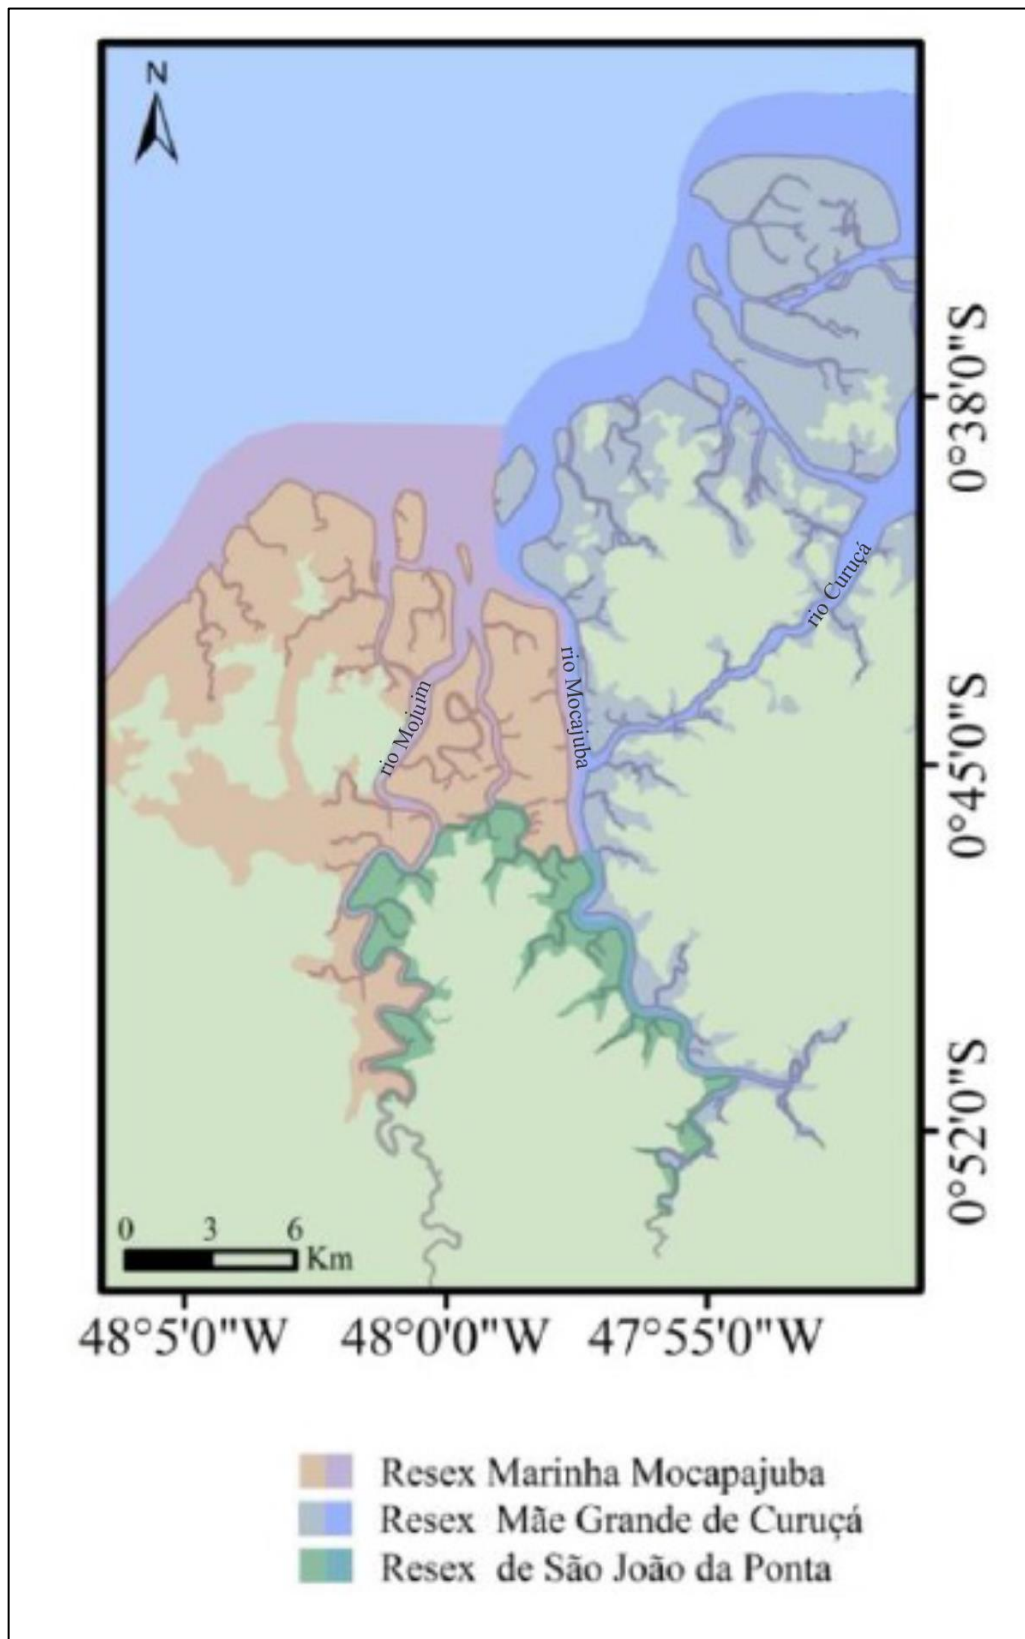 N
0°38'0"S
rio Curuçá
rio Mocajuba
rio Mojuim
0°45'0"S
0°52'0"S
0 3 6
Km
48°5'0"W 48°0'0"W 47°55'0"W
Resex Marinha Mocapajuba
Resex Mãe Grande de Curuçá
Resex de São João da Ponta